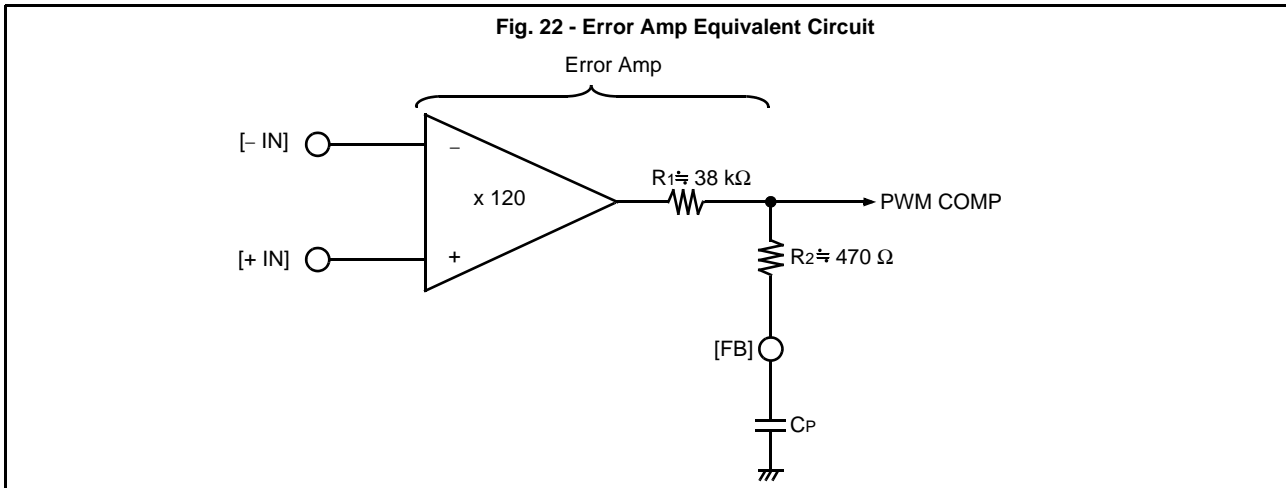 Fig. 22 - Error Amp Equivalent Circuit
Error Amp
[− IN]
−
x 120
R1≒ 38 kΩ
PWM COMP
[+ IN]
+
R2≒ 470 Ω
[FB]
CP